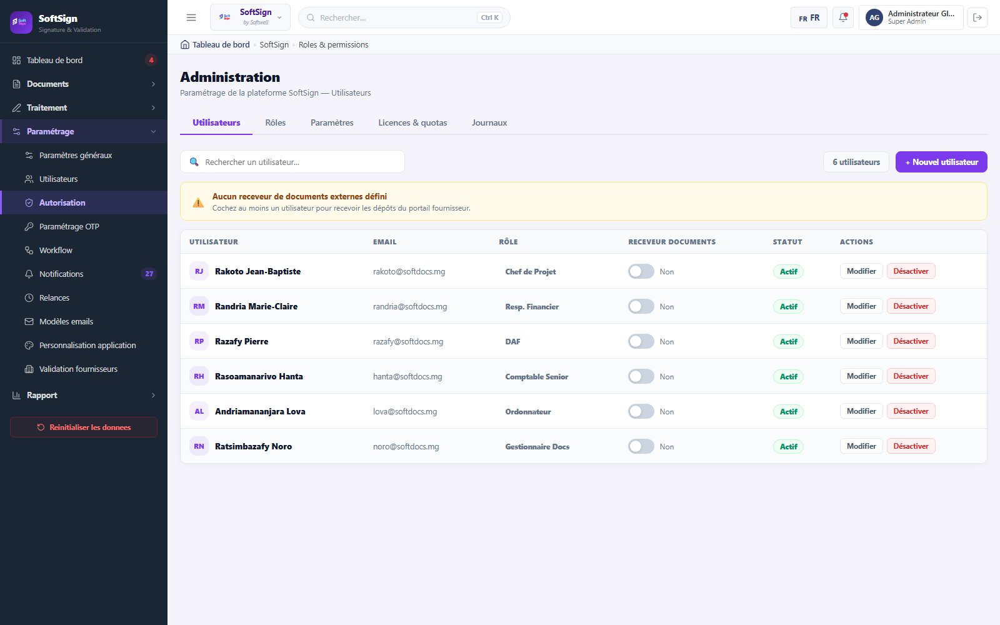 SoftSign
Signature & Validation
Tableau de bord
4
Documents
Traitement
Paramétrage
Paramètres généraux
Utilisateurs
Autorisation
Paramétrage OTP
Workflow
Notifications
27
Relances
Modèles emails
Personnalisation application
Validation fournisseurs
Rapport
Reinitialiser les donnees
Soft Sign
SoftSign
by Softwell
Rechercher...
Ctrl K
FR FR
AG
Administrateur Gl...
Super Admin
Tableau de bord › SoftSign › Roles & permissions
Administration
Paramétrage de la plateforme SoftSign — Utilisateurs
Utilisateurs
Rôles
Paramètres
Licences & quotas
Journaux
Rechercher un utilisateur...
6 utilisateurs
+ Nouvel utilisateur
Aucun receveur de documents externes défini
Cochez au moins un utilisateur pour recevoir les dépôts du portail fournisseur.
UTILISATEUR EMAIL RÔLE RECEVEUR DOCUMENTS STATUT ACTIONS
RJ Rakoto Jean-Baptiste rakoto@softdocs.mg Chef de Projet Non Actif Modifier Désactiver
RM Randria Marie-Claire randria@softdocs.mg Resp. Financier Non Actif Modifier Désactiver
RP Razafy Pierre razafy@softdocs.mg DAF Non Actif Modifier Désactiver
RH Rasoamanarivo Hanta hanta@softdocs.mg Comptable Senior Non Actif Modifier Désactiver
AL Andriamananjara Lova lova@softdocs.mg Ordonnateur Non Actif Modifier Désactiver
RN Ratsimbazafy Noro noro@softdocs.mg Gestionnaire Docs Non Actif Modifier Désactiver